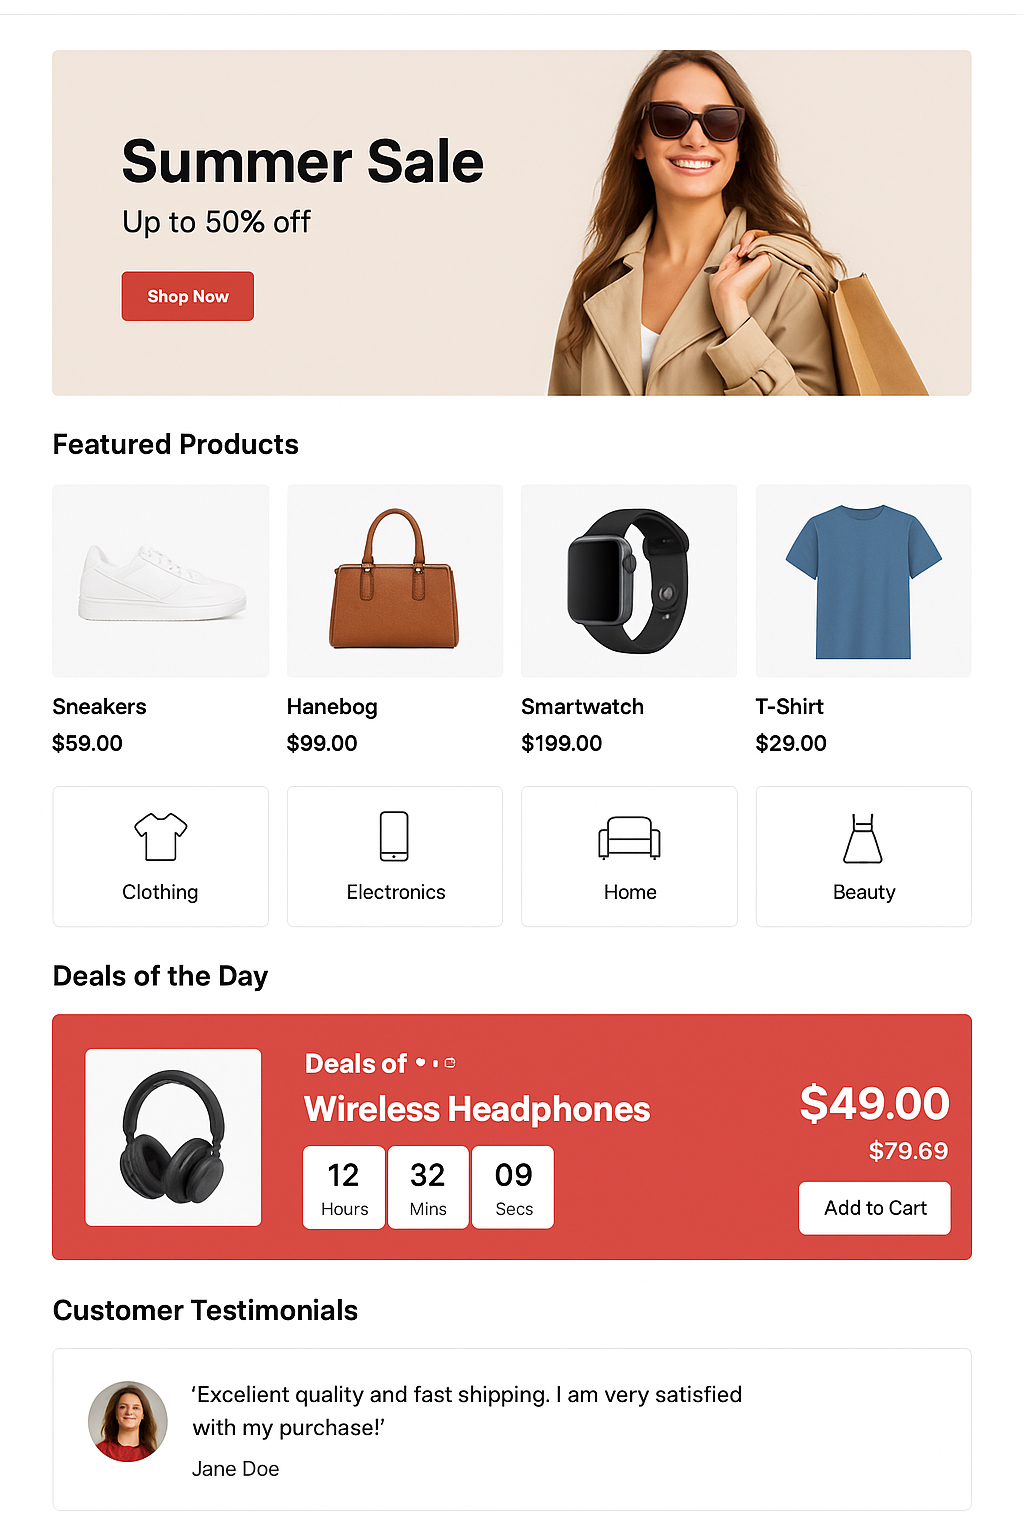 Summer Sale
Up to 50% off
Shop Now
Featured Products
Sneakers
$59.00
Hanebog
$99.00
Smartwatch
$199.00
T-Shirt
$29.00
Clothing
Electronics
Home
Beauty
Deals of the Day
Deals of
Wireless Headphones
12
Hours
32
Mins
09
Secs
$49.00
$79.69
Add to Cart
Customer Testimonials
‘Excelient quality and fast shipping. I am very satisfied
with my purchase!’
Jane Doe